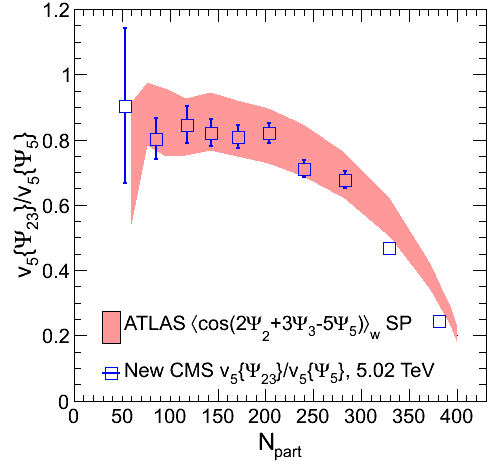 1.2
1
0.8
0.6
0.4
0.2
0
v₅{Ψ₂₃}/v₅{Ψ₅}
ATLAS ⟨cos(2Ψ₂+3Ψ₃-5Ψ₅)⟩w SP
New CMS v₅{Ψ₂₃}/v₅{Ψ₅}, 5.02 TeV
0 50 100 150 200 250 300 350 400
Npart